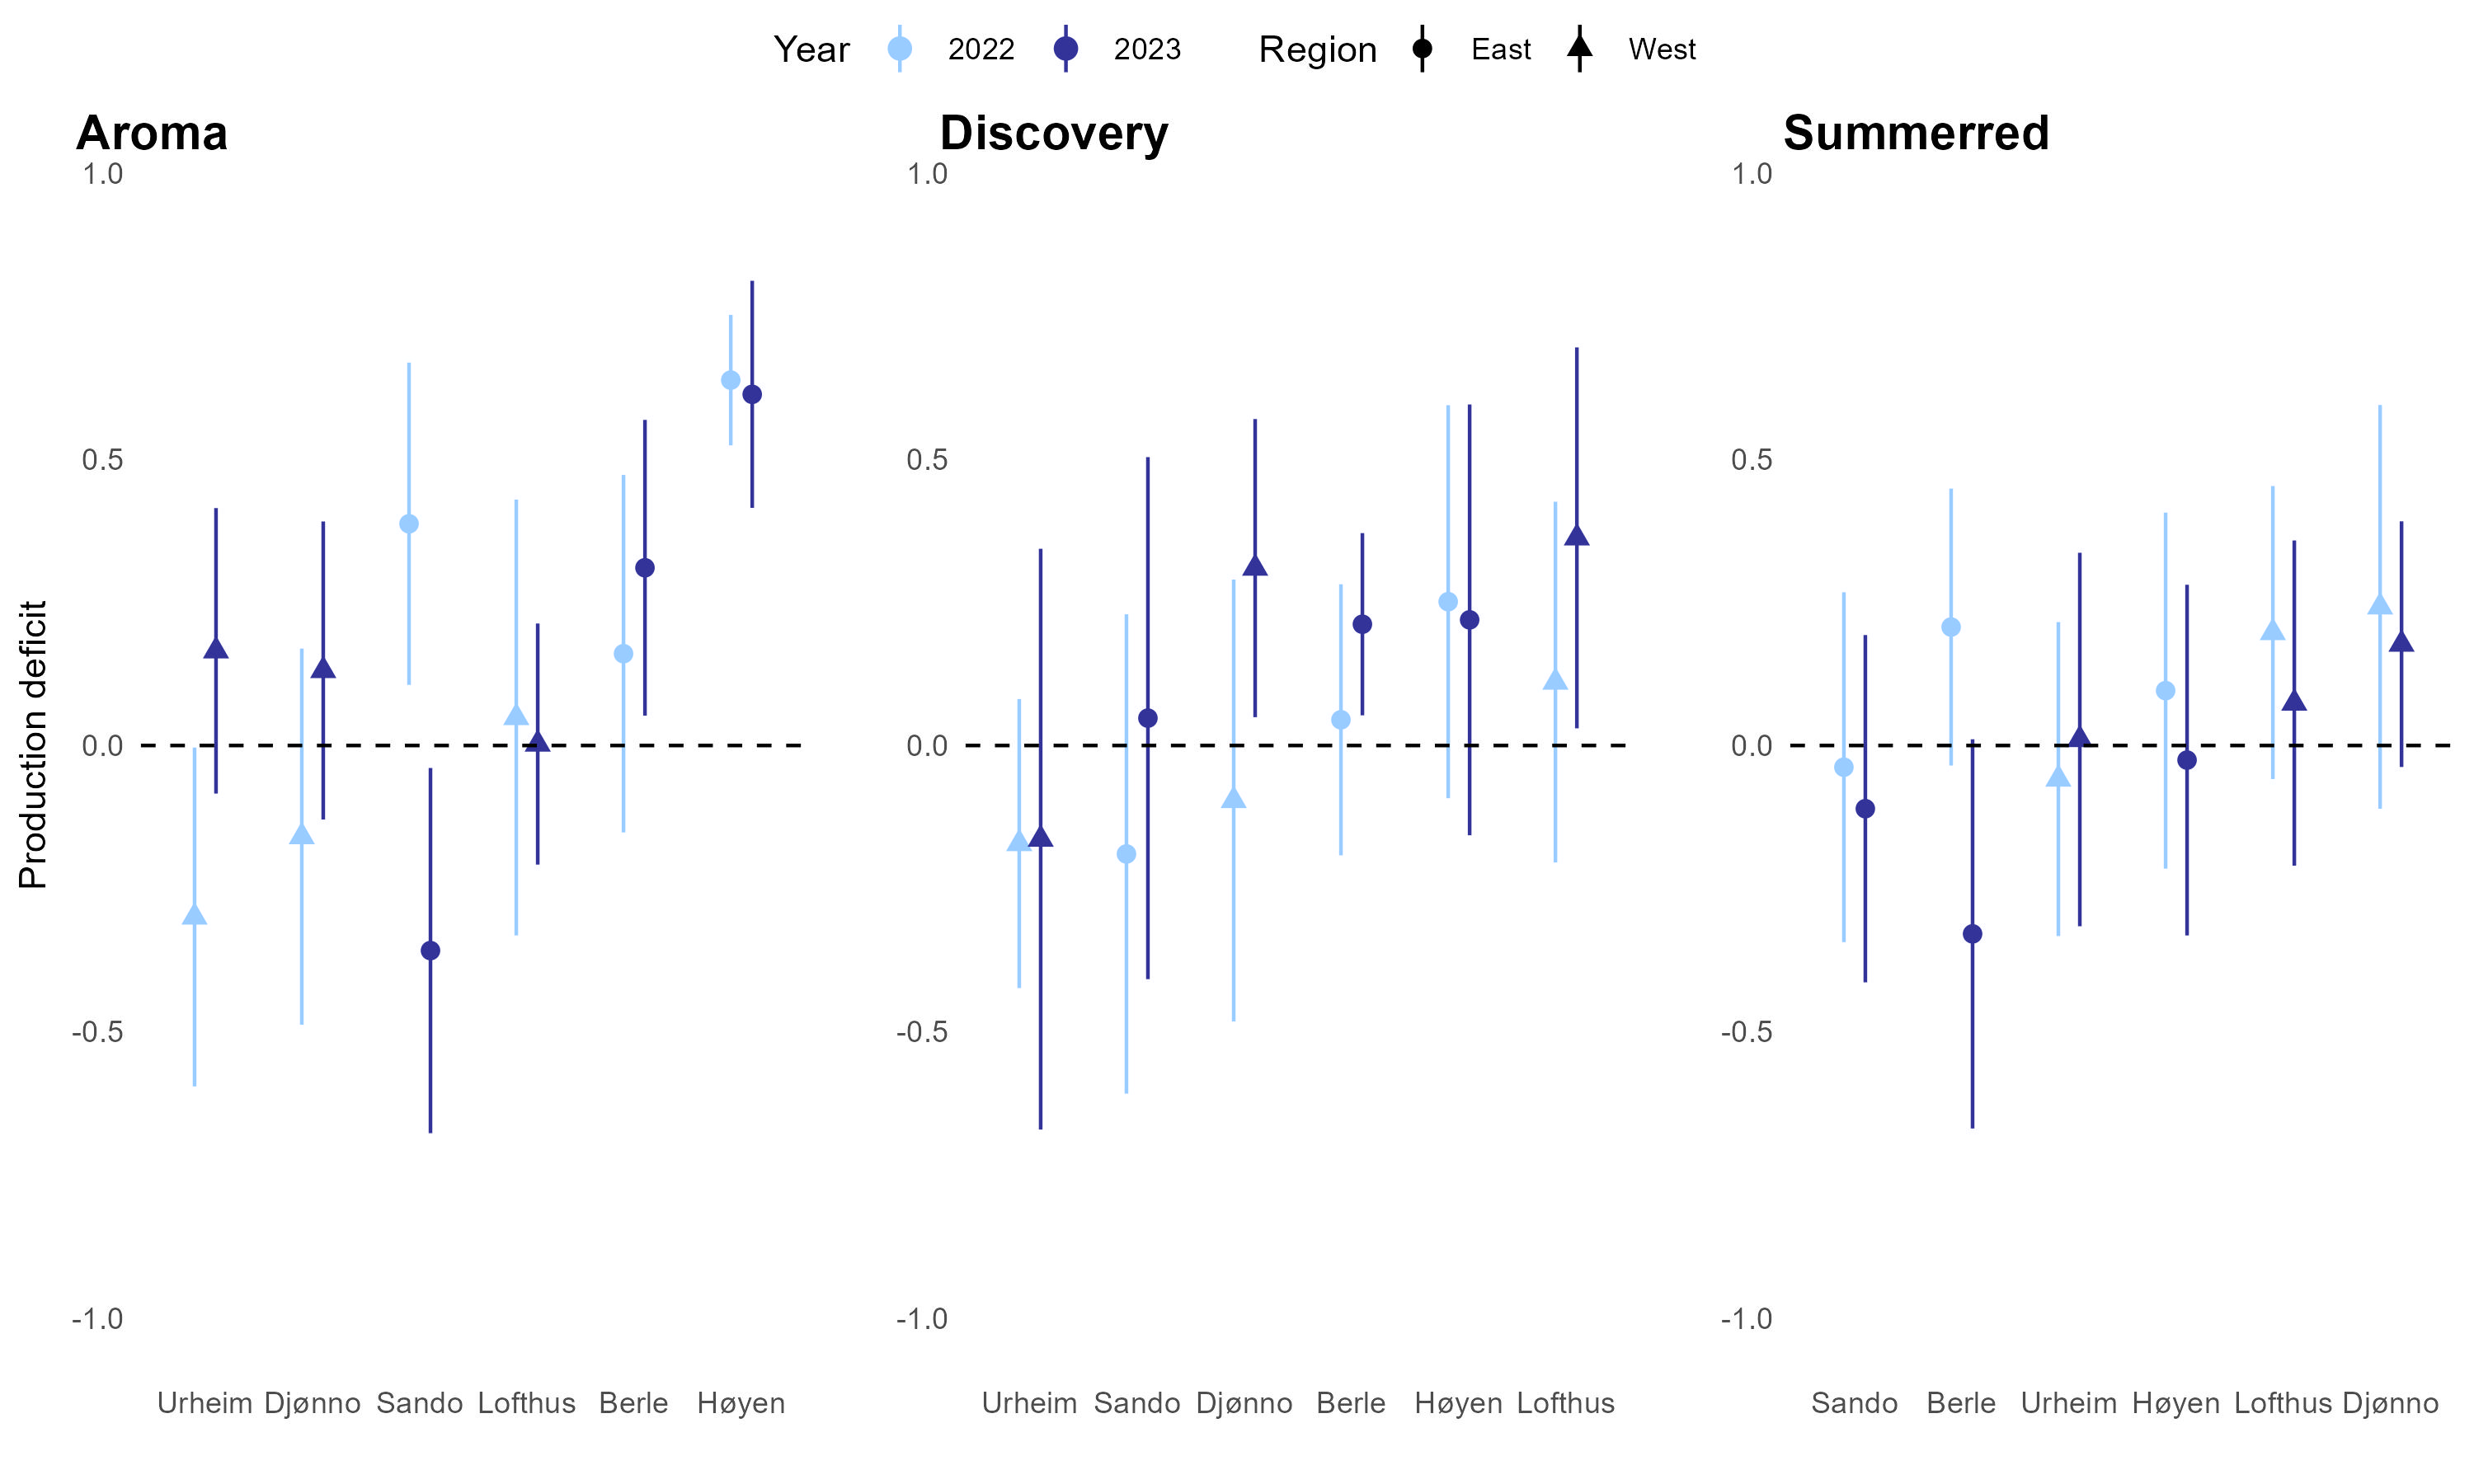 Year 2022 2023 Region East West
Aroma Discovery Summerred
1.0 1.0 1.0
0.5 0.5 0.5
Production deficit
0.0 0.0 0.0
-0.5 -0.5 -0.5
-1.0 -1.0 -1.0
Urheim Djønno Sando Lofthus Berle Høyen Urheim Sando Djønno Berle Høyen Lofthus Sando Berle Urheim Høyen Lofthus Djønno